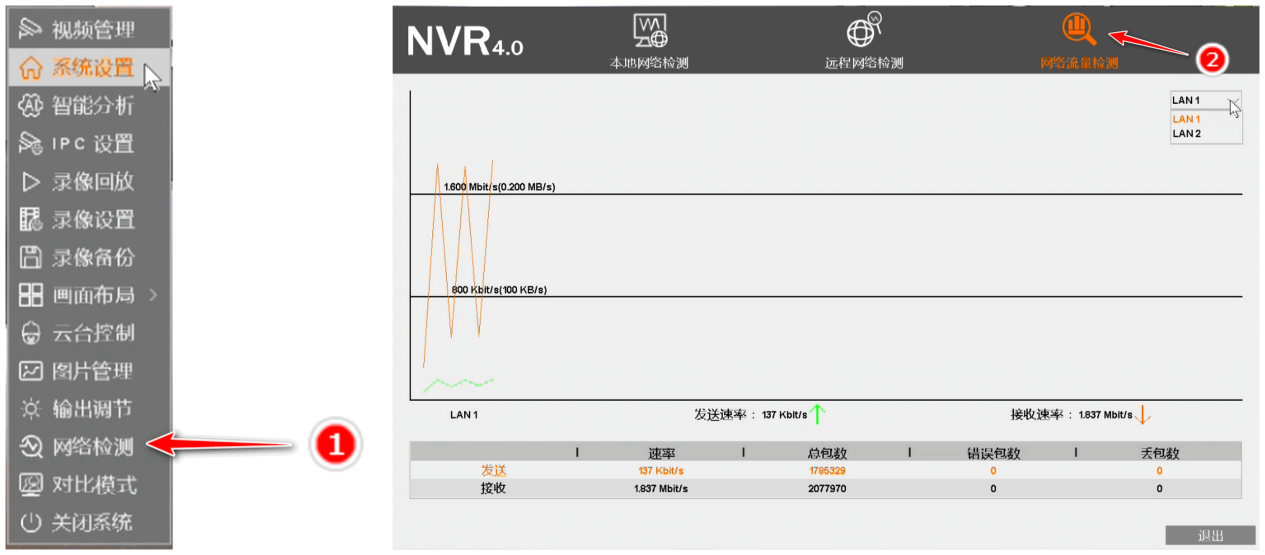 视频管理
系统设置
智能分析
IPC 设置
录像回放
录像设置
录像备份
画面布局 >
云台控制
图片管理
输出调节
网络检测
对比模式
关闭系统
1
NVR4.0
本地网络检测
远程网络检测
网络流量检测
2
LAN 1
LAN 1
LAN 2
1.600 Mbit/s(0.200 MB/s)
800 Kbit/s(100 KB/s)
LAN 1 发送速率： 137 Kbit/s 接收速率： 1.837 Mbit/s
速率 总包数 错误包数 丢包数
发送 137 Kbit/s 1785329 0 0
接收 1.837 Mbit/s 2077970 0 0
退出